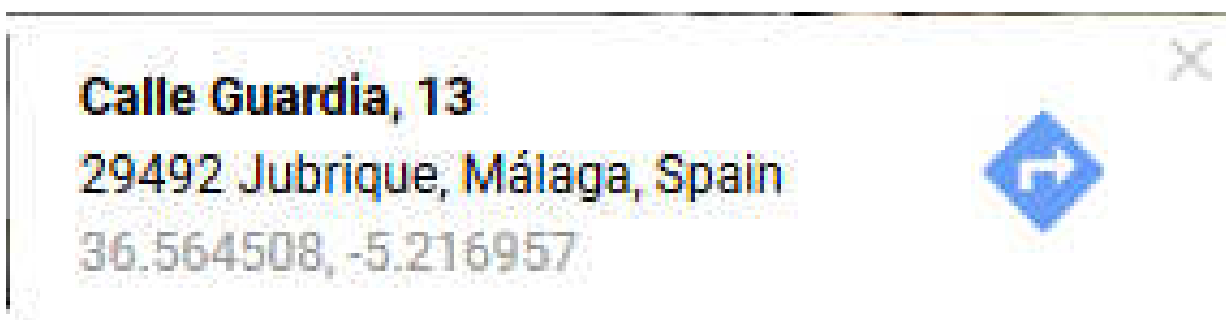 Calle Guardia, 13
29492 Jubrique, Málaga, Spain
36.564508, -5.216957